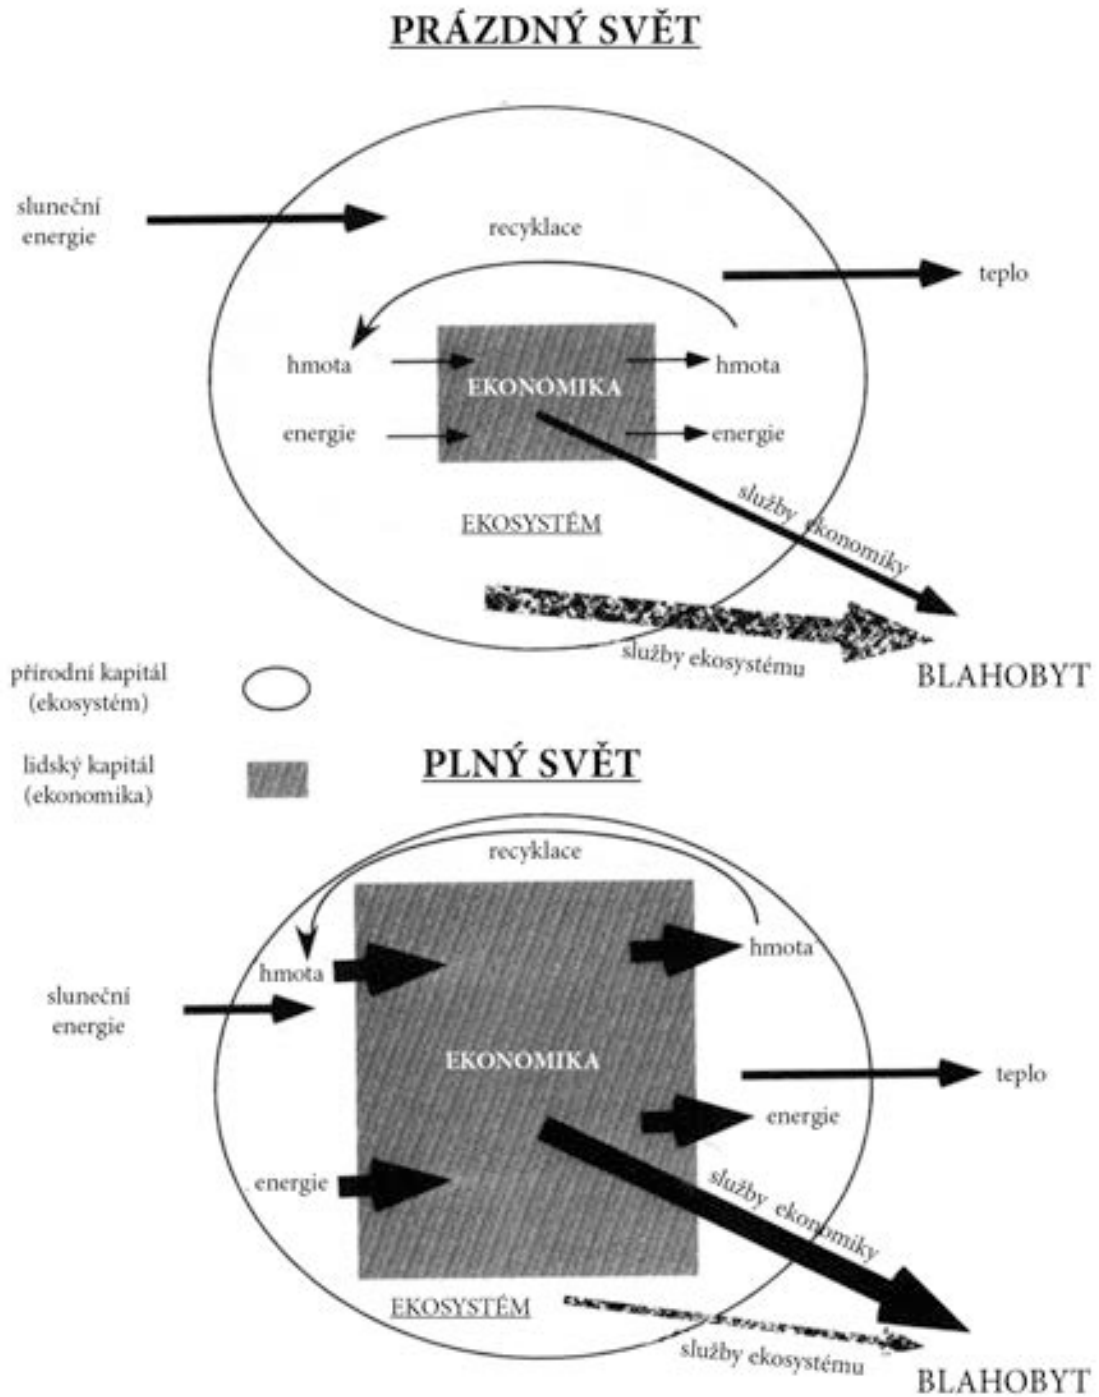 PRÁZDNÝ SVĚT
sluneční
energie
recyklace
teplo
hmota
hmota
EKONOMIKA
energie
energie
služby ekonomiky
EKOSYSTÉM
služby ekosystému
BLAHOBYT
přírodní kapitál
(ekosystém)
lidský kapitál
(ekonomika)
PLNÝ SVĚT
recyklace
hmota
hmota
sluneční
energie
EKONOMIKA
teplo
energie
energie
služby ekonomiky
EKOSYSTÉM
služby ekosystému
BLAHOBYT